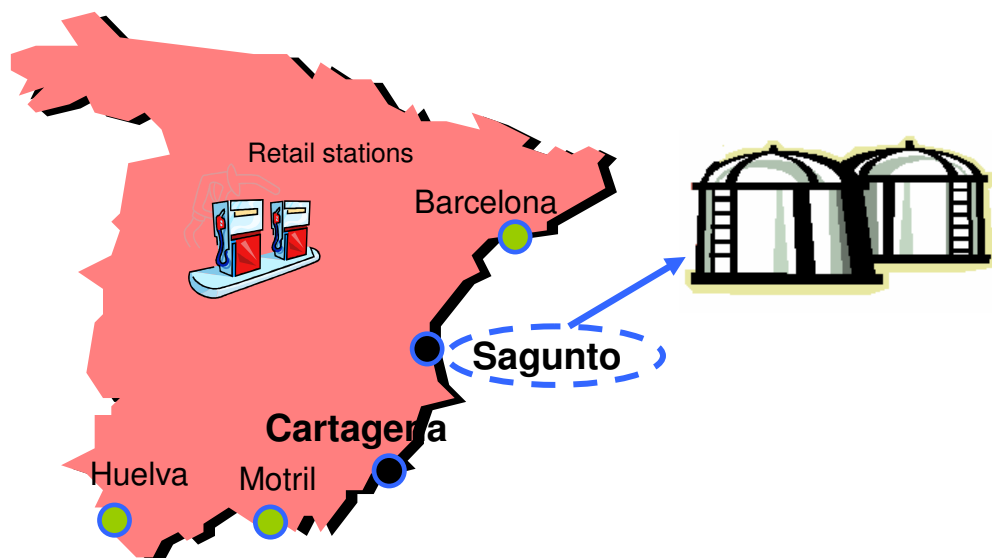 Retail stations
Barcelona
Sagunto
Cartagena
Huelva
Motril